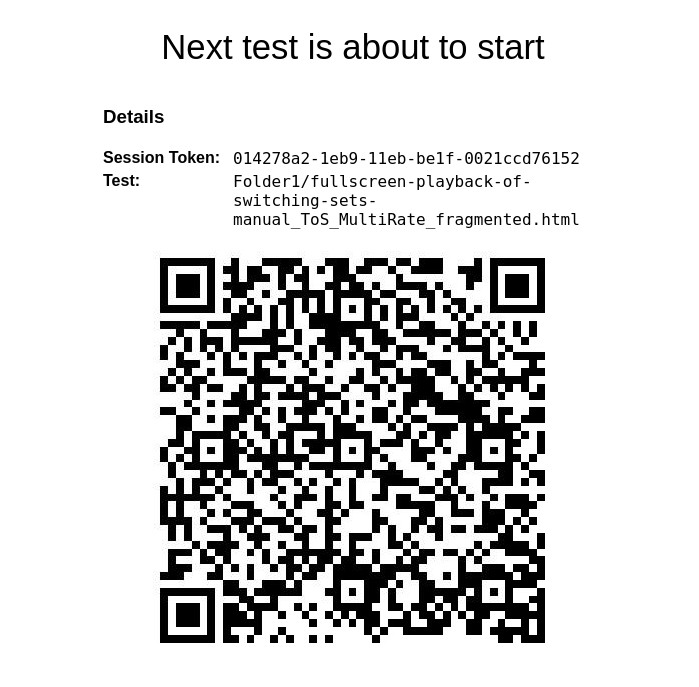 Next test is about to start
Details
Session Token: 014278a2-1eb9-11eb-be1f-0021ccd76152
Test: Folder1/fullscreen-playback-of-
switching-sets-
manual_ToS_MultiRate_fragmented.html